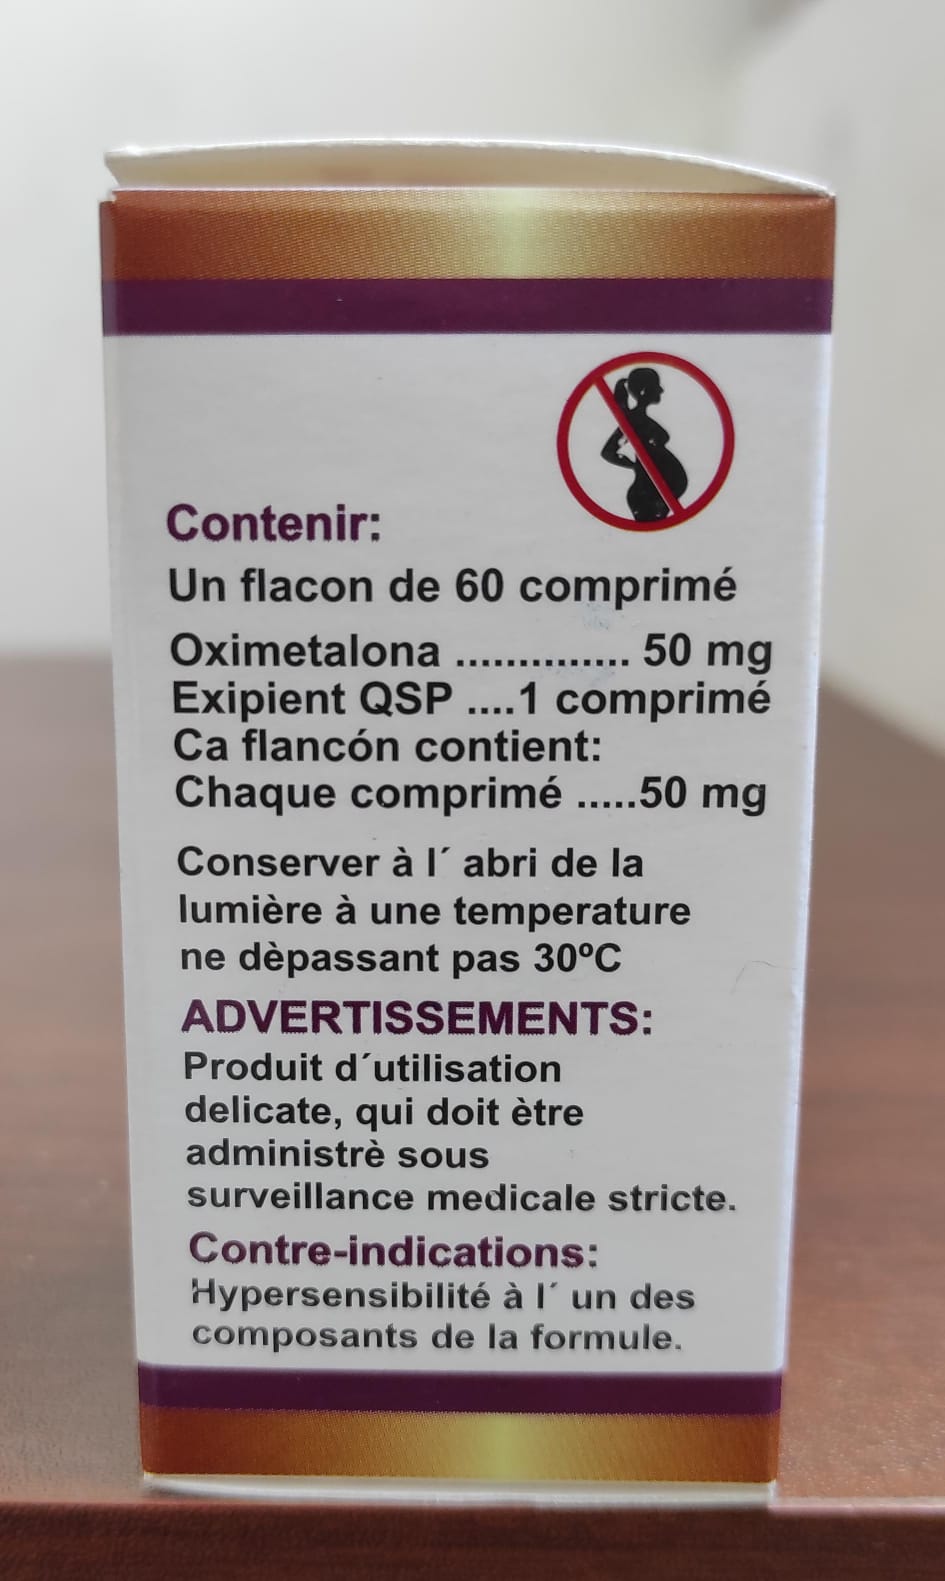 Contenir:
Un flacon de 60 comprimé
Oximetalona .............. 50 mg
Exipient QSP ....1 comprimé
Ca flancón contient:
Chaque comprimé .....50 mg
Conserver à l´ abri de la
lumière à une temperature
ne dèpassant pas 30ºC
ADVERTISSEMENTS:
Produit d´utilisation
delicate, qui doit ètre
administrè sous
surveillance medicale stricte.
Contre-indications:
Hypersensibilité à l´ un des
composants de la formule.